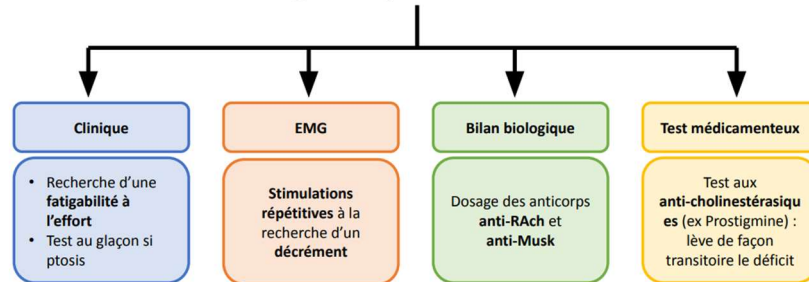 Clinique
EMG
Bilan biologique
Test médicamenteux
• Recherche d'une
fatigabilité à
l'effort
• Test au glaçon si
ptosis
Stimulations
répétitives à la
recherche d'un
décrément
Dosage des anticorps
anti-RAch et
anti-Musk
Test aux
anti-cholinestérasiqu
es (ex Prostigmine) :
lève de façon
transitoire le déficit